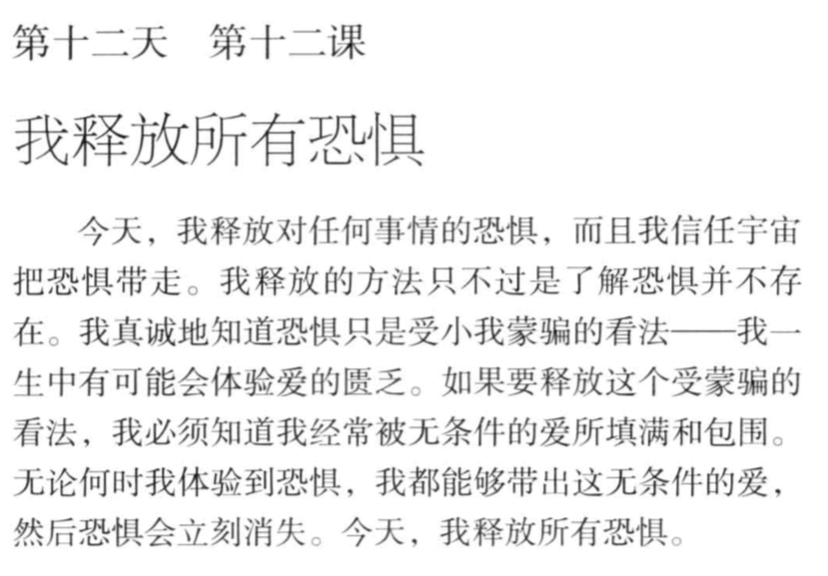 第十二天　第十二课
我释放所有恐惧
今天，我释放对任何事情的恐惧，而且我信任宇宙
把恐惧带走。我释放的方法只不过是了解恐惧并不存
在。我真诚地知道恐惧只是受小我蒙骗的看法——我一
生中有可能会体验爱的匮乏。如果要释放这个受蒙骗的
看法，我必须知道我经常被无条件的爱所填满和包围。
无论何时我体验到恐惧，我都能够带出这无条件的爱，
然后恐惧会立刻消失。今天，我释放所有恐惧。